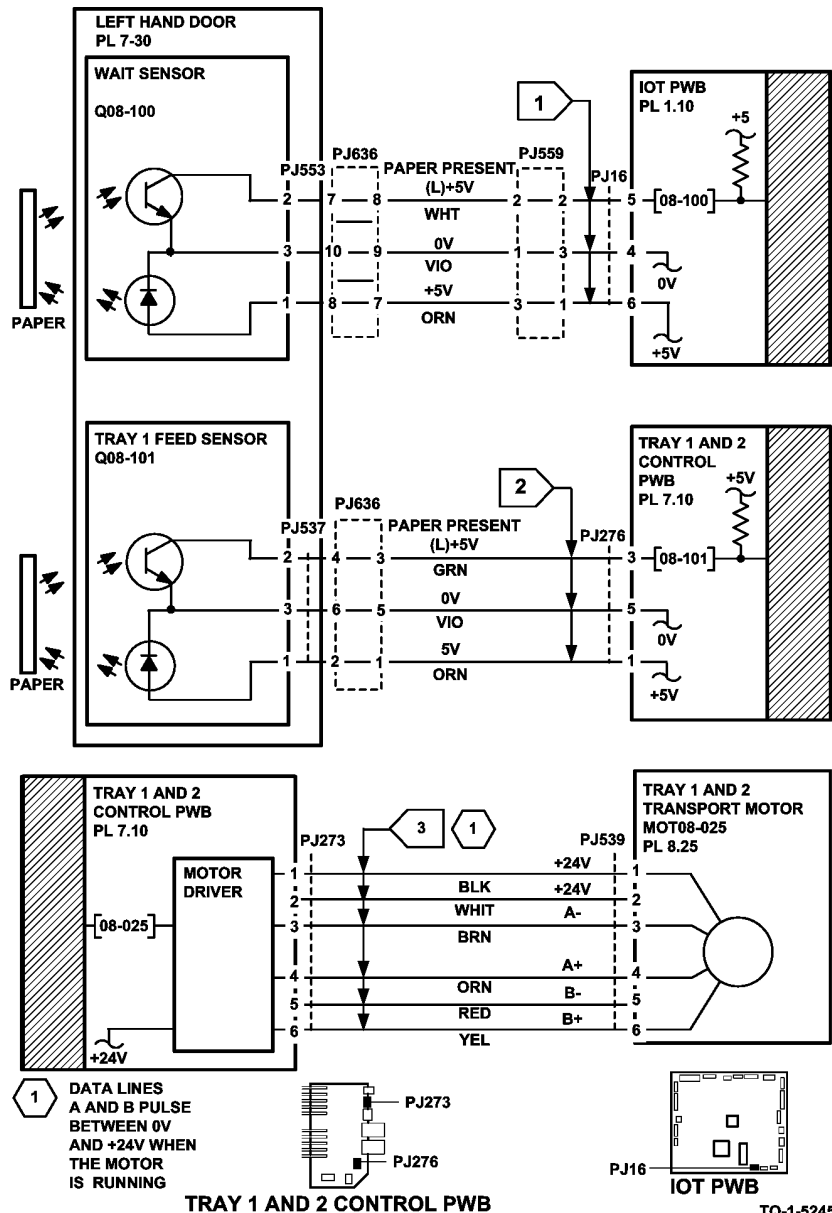 LEFT HAND DOOR
PL 7-30
WAIT SENSOR
Q08-100
PAPER
PJ553
2
3
1
PJ636
7 8
10 9
8 7
PAPER PRESENT
(L)+5V
WHT
0V
VIO
+5V
ORN
PJ559
2 2
1 3
3 1
1
PJ16
5
4
6
IOT PWB
PL 1.10
+5
[08-100]
0V
+5V
TRAY 1 FEED SENSOR
Q08-101
PAPER
PJ537
2
3
1
PJ636
4 3
6 5
2 1
PAPER PRESENT
(L)+5V
GRN
0V
VIO
5V
ORN
2
PJ276
3
5
1
TRAY 1 AND 2
CONTROL
PWB
PL 7.10
+5V
[08-101]
0V
+5V
TRAY 1 AND 2
CONTROL PWB
PL 7.10
MOTOR
DRIVER
[08-025]
+24V
PJ273
1
2
3
4
5
6
3
1
+24V
BLK
+24V
WHIT
A-
BRN
A+
ORN
B-
RED
B+
YEL
PJ539
1
2
3
4
5
6
TRAY 1 AND 2
TRANSPORT MOTOR
MOT08-025
PL 8.25
1
DATA LINES
A AND B PULSE
BETWEEN 0V
AND +24V WHEN
THE MOTOR
IS RUNNING
PJ273
PJ276
TRAY 1 AND 2 CONTROL PWB
PJ16
IOT PWB
TO-1-5245